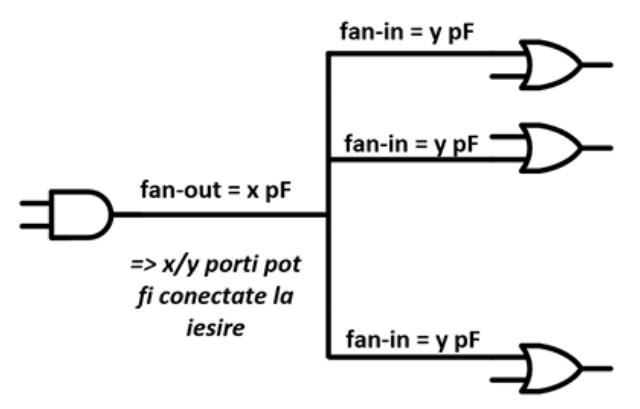 fan-in = y pF
fan-in = y pF
fan-out = x pF
=> x/y porti pot
fi conectate la
iesire
fan-in = y pF